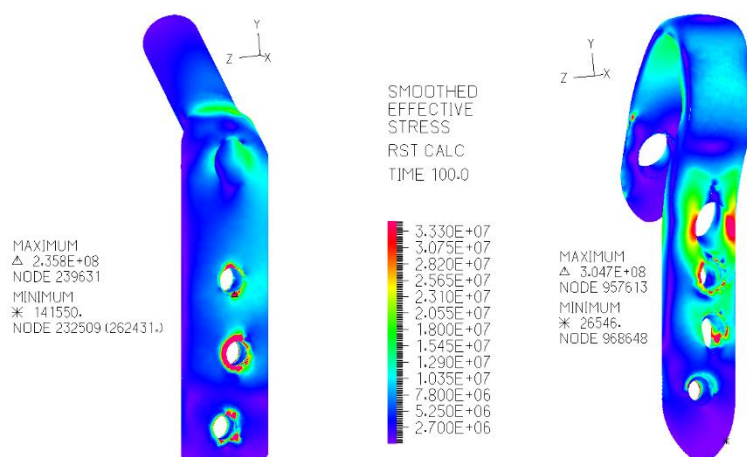 Y
Z X
MAXIMUM
△ 2.358E+08
NODE 239631
MINIMUM
* 141550.
NODE 232509 (262431.)
SMOOTHED
EFFECTIVE
STRESS
RST CALC
TIME 100.0
3.330E+07
3.075E+07
2.820E+07
2.565E+07
2.310E+07
2.055E+07
1.800E+07
1.545E+07
1.290E+07
1.035E+07
7.800E+06
5.250E+06
2.700E+06
Y
Z X
MAXIMUM
△ 3.047E+08
NODE 957613
MINIMUM
* 26546.
NODE 968648